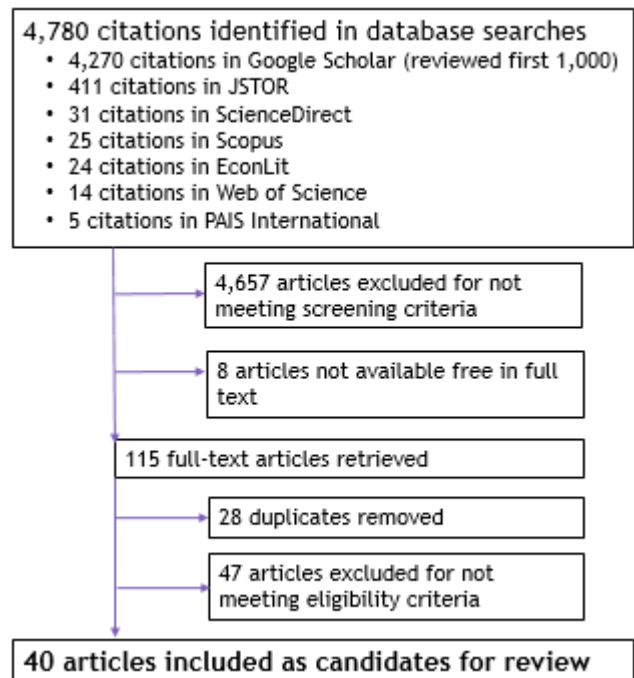 4,780 citations identified in database searches
• 4,270 citations in Google Scholar (reviewed first 1,000)
• 411 citations in JSTOR
• 31 citations in ScienceDirect
• 25 citations in Scopus
• 24 citations in EconLit
• 14 citations in Web of Science
• 5 citations in PAIS International
4,657 articles excluded for not
meeting screening criteria
8 articles not available free in full
text
115 full-text articles retrieved
28 duplicates removed
47 articles excluded for not
meeting eligibility criteria
40 articles included as candidates for review